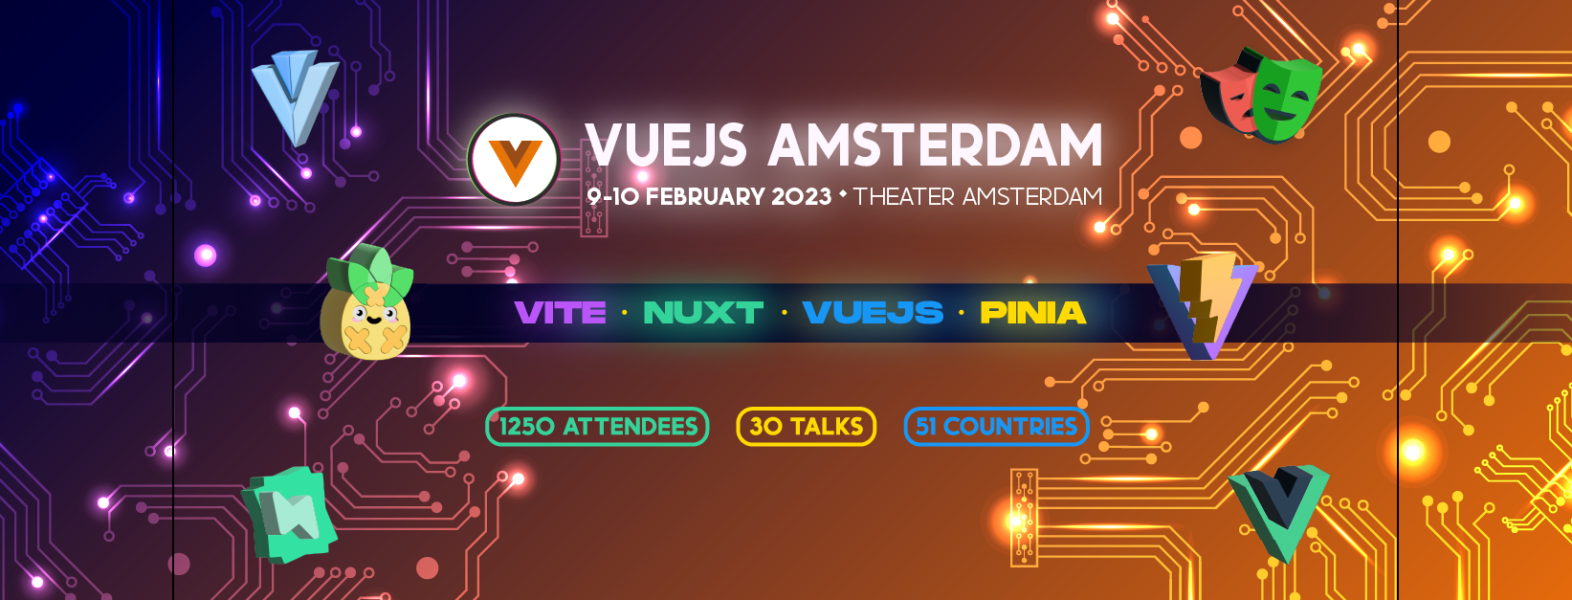 VUEJS AMSTERDAM
9-10 FEBRUARY 2023 • THEATER AMSTERDAM
VITE · NUXT · VUEJS · PINIA
1250 ATTENDEES 30 TALKS 51 COUNTRIES